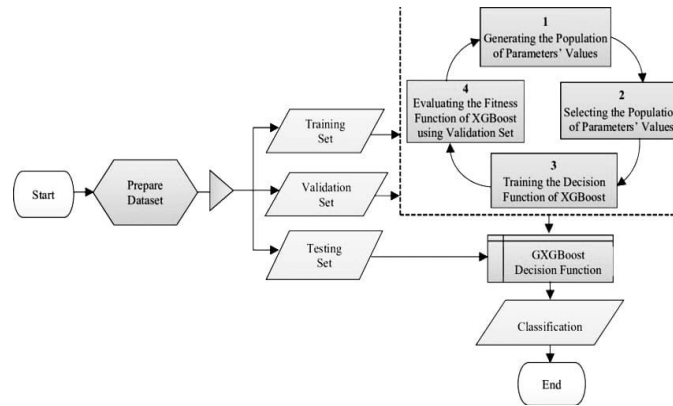 Start
Prepare
Dataset
Training
Set
Validation
Set
Testing
Set
1
Generating the Population
of Parameters' Values
2
Selecting the Population
of Parameters' Values
3
Training the Decision
Function of XGBoost
4
Evaluating the Fitness
Function of XGBoost
using Validation Set
GXGBoost
Decision Function
Classification
End